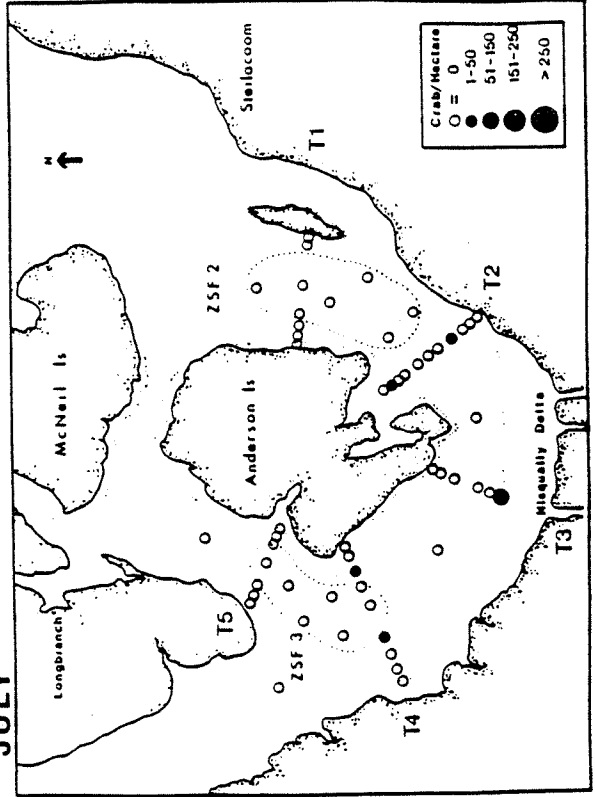 JULY
Longbranch
McNeil Is
Anderson Is
Steilacoom
N
ZSF 2
ZSF 3
T1
T2
T3
T4
T5
Nisqually Delta
Crab/Hectare
= 0
1-50
51-150
151-250
> 250